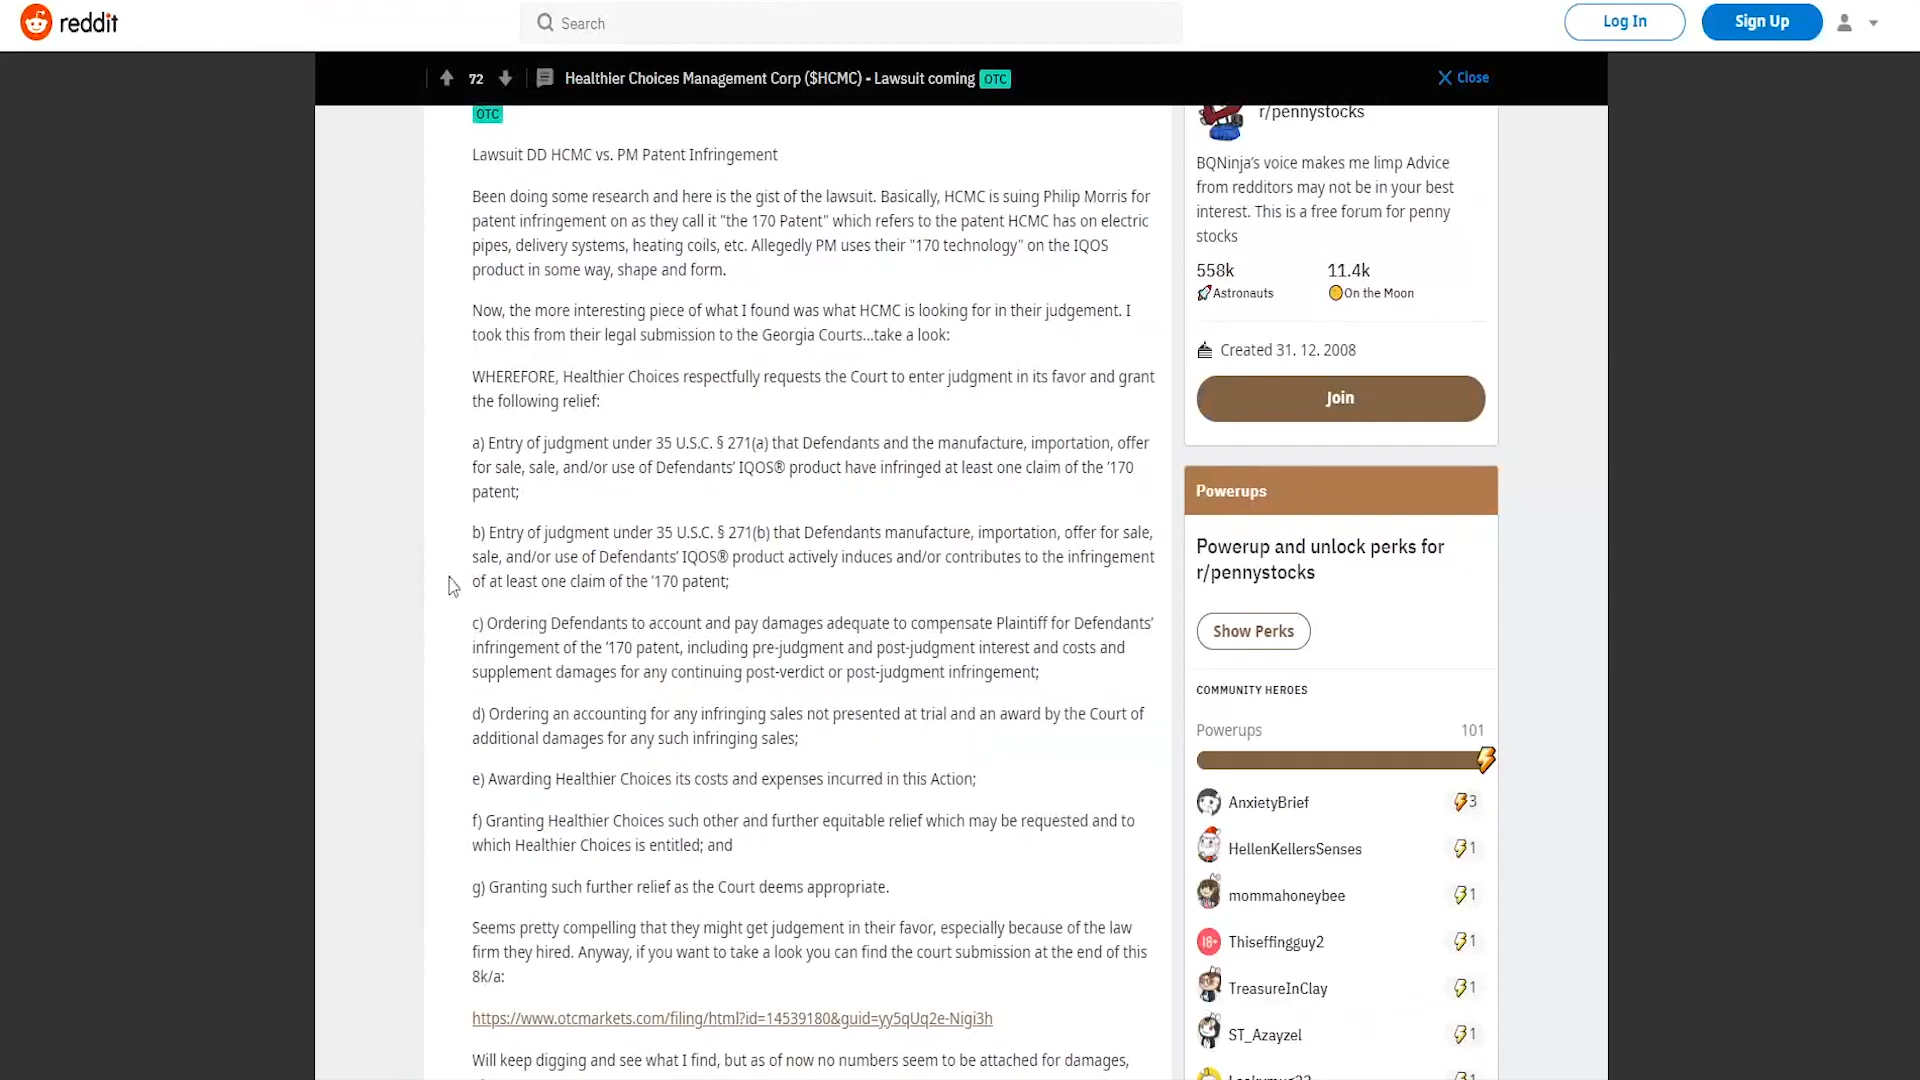 reddit
Search
Log In
Sign Up
72
Healthier Choices Management Corp ($HCMC) - Lawsuit coming OTC
Close
OTC
Lawsuit DD HCMC vs. PM Patent Infringement
Been doing some research and here is the gist of the lawsuit. Basically, HCMC is suing Philip Morris for
patent infringement on as they call it "the 170 Patent" which refers to the patent HCMC has on electric
pipes, delivery systems, heating coils, etc. Allegedly PM uses their "170 technology" on the IQOS
product in some way, shape and form.
Now, the more interesting piece of what I found was what HCMC is looking for in their judgement. I
took this from their legal submission to the Georgia Courts...take a look:
WHEREFORE, Healthier Choices respectfully requests the Court to enter judgment in its favor and grant
the following relief:
a) Entry of judgment under 35 U.S.C. § 271(a) that Defendants and the manufacture, importation, offer
for sale, sale, and/or use of Defendants' IQOS® product have infringed at least one claim of the '170
patent;
b) Entry of judgment under 35 U.S.C. § 271(b) that Defendants manufacture, importation, offer for sale,
sale, and/or use of Defendants' IQOS® product actively induces and/or contributes to the infringement
of at least one claim of the '170 patent;
c) Ordering Defendants to account and pay damages adequate to compensate Plaintiff for Defendants'
infringement of the '170 patent, including pre-judgment and post-judgment interest and costs and
supplement damages for any continuing post-verdict or post-judgment infringement;
d) Ordering an accounting for any infringing sales not presented at trial and an award by the Court of
additional damages for any such infringing sales;
e) Awarding Healthier Choices its costs and expenses incurred in this Action;
f) Granting Healthier Choices such other and further equitable relief which may be requested and to
which Healthier Choices is entitled; and
g) Granting such further relief as the Court deems appropriate.
Seems pretty compelling that they might get judgement in their favor, especially because of the law
firm they hired. Anyway, if you want to take a look you can find the court submission at the end of this
8k/a:
https://www.otcmarkets.com/filing/html?id=14539180&guid=yy5qUq2e-Nigi3h
Will keep digging and see what I find, but as of now no numbers seem to be attached for damages,
r/pennystocks
BQNinja's voice makes me limp Advice
from redditors may not be in your best
interest. This is a free forum for penny
stocks
558k
11.4k
Astronauts
On the Moon
Created 31. 12. 2008
Join
Powerups
Powerup and unlock perks for
r/pennystocks
Show Perks
COMMUNITY HEROES
Powerups 101
AnxietyBrief 3
HellenKellersSenses 1
mommahoneybee 1
18+ Thiseffingguy2 1
TreasureInClay 1
ST_Azayzel 1